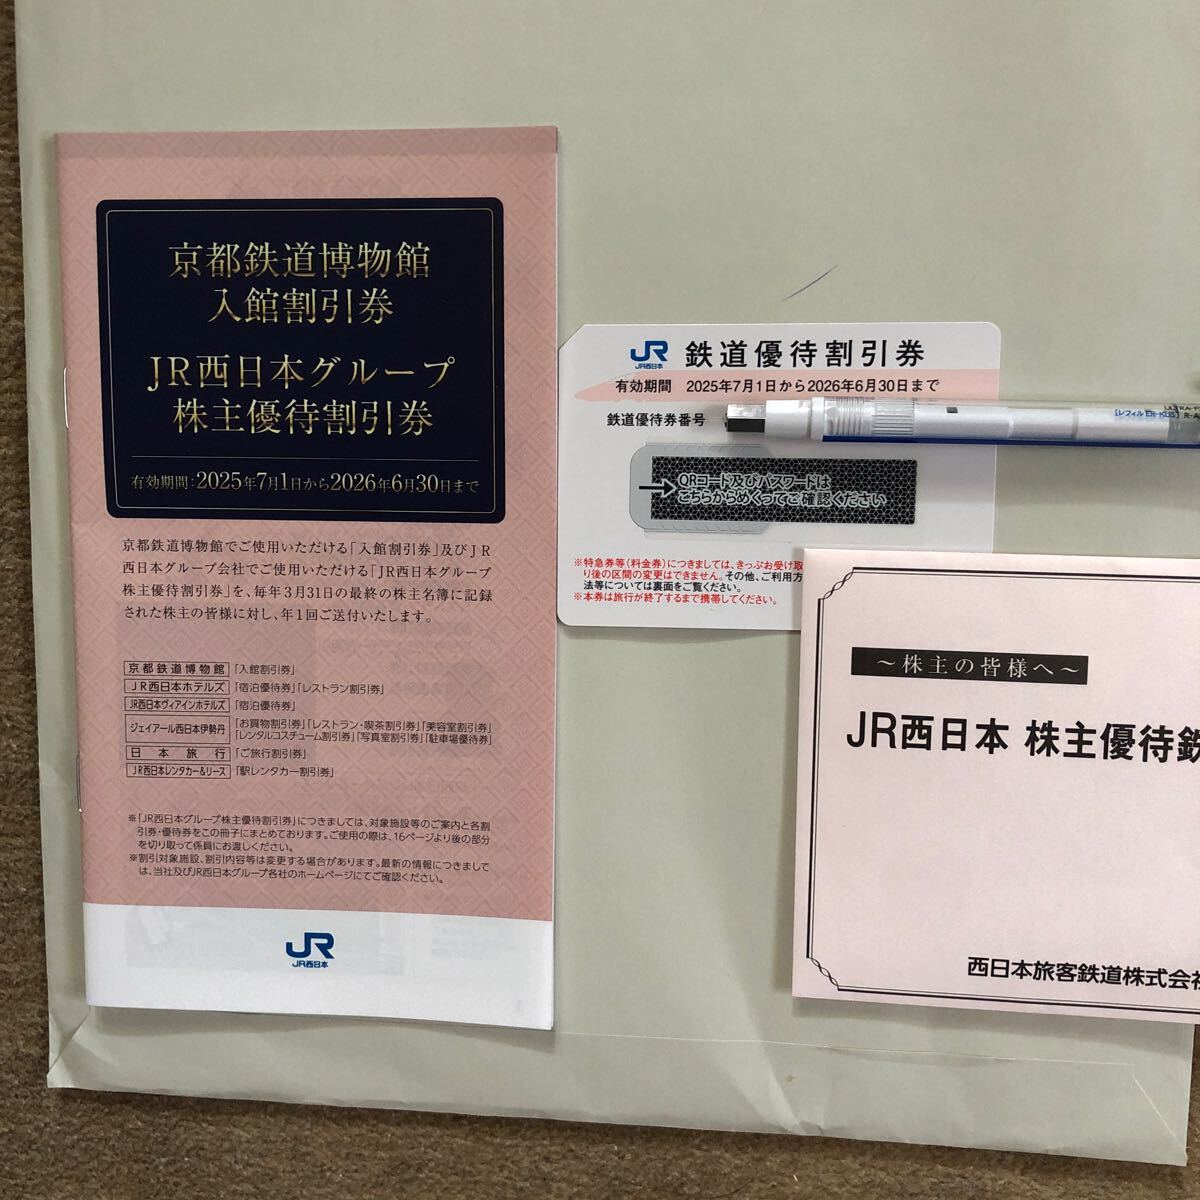 京都鉄道博物館
入館割引券
JR西日本グループ
株主優待割引券
有効期間：2025年7月1日から2026年6月30日まで
京都鉄道博物館でご使用いただける「入館割引券」及びJR
西日本グループ会社でご使用いただける「JR西日本グループ
株主優待割引券」を、毎年3月31日の最終の株主名簿に記録
された株主の皆様に対し、年1回ご送付いたします。
京都鉄道博物館 「入館割引券」
JR西日本ホテルズ 「宿泊優待券」「レストラン割引券」
JR西日本ヴィアインホテルズ 「宿泊優待券」
ジェイアール西日本伊勢丹 「お買物割引券」「レストラン・喫茶割引券」「美容室割引券」
「レンタルコスチューム割引券」「写真室割引券」「駐車場優待券」
日本旅行 「ご旅行割引券」
JR西日本レンタカー&リース 「駅レンタカー割引券」
※「JR西日本グループ株主優待割引券」につきましては、対象施設等のご案内と各割
引券・優待券をこの冊子にまとめております。ご使用の際は、16ページより後の部分
を切り取って係員にお渡しください。
※割引対象施設、割引内容等は変更する場合があります。最新の情報につきまして
は、当社及びJR西日本グループ各社のホームページにてご確認ください。
JR
JR西日本
JR
JR西日本
鉄道優待割引券
有効期間 2025年7月1日から2026年6月30日まで
鉄道優待券番号
QRコード及びパスワードは
こちらからめくってご確認ください
※特急券等(料金券)につきましては、きっぷお受け取
り後の区間の変更はできません。その他、ご利用方
法等については裏面をご覧ください。
※本券は旅行が終了するまで携帯してください。
[レフィル ER-KUS] R-A
～株主の皆様へ～
JR西日本 株主優待鉄
西日本旅客鉄道株式会社